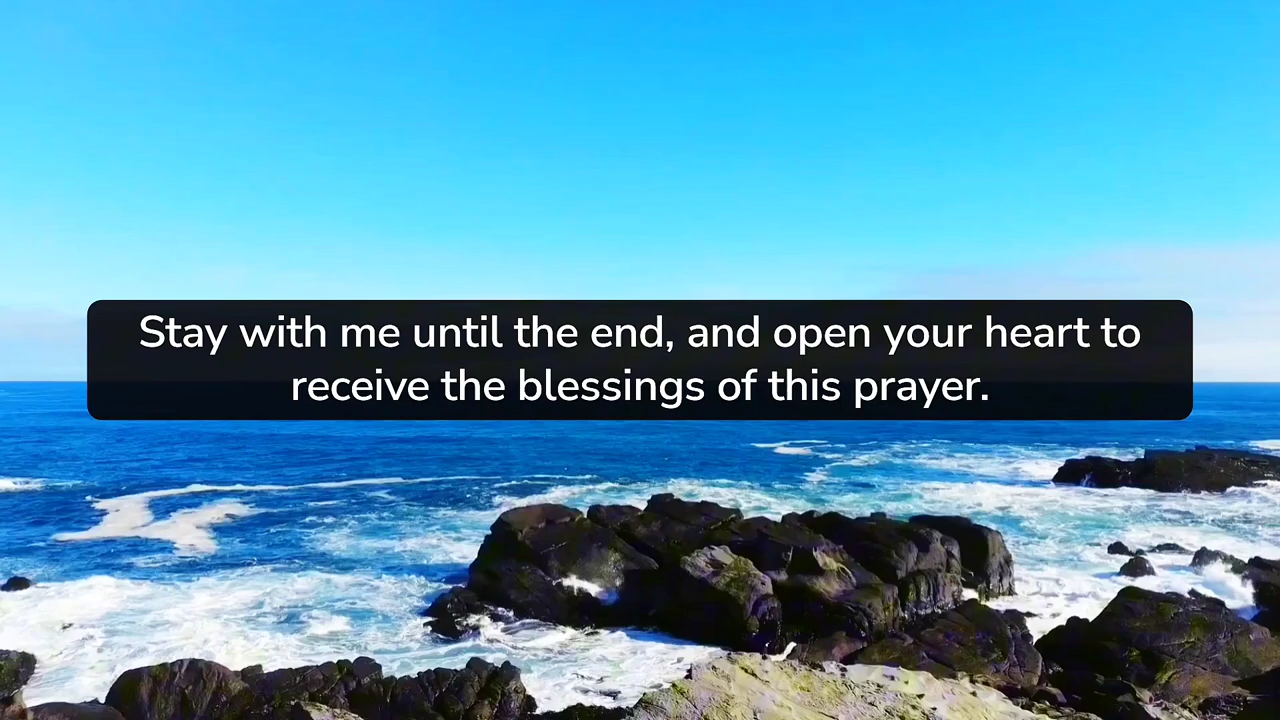 Stay with me until the end, and open your heart to
receive the blessings of this prayer.